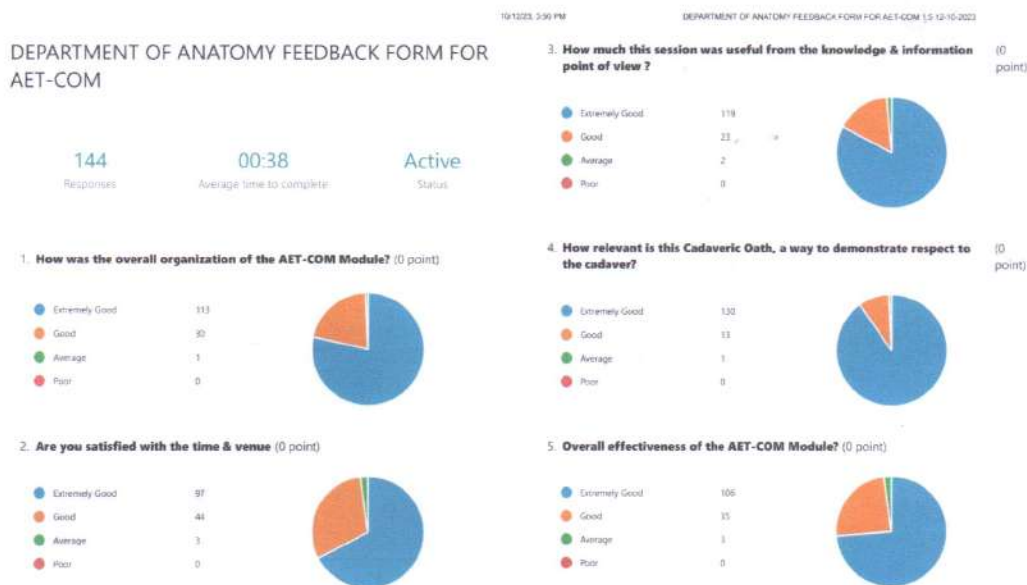 10/12/23, 3:50 PM
DEPARTMENT OF ANATOMY FEEDBACK FORM FOR AET-COM 1.5 12-10-2023
DEPARTMENT OF ANATOMY FEEDBACK FORM FOR
AET-COM
144
Responses
00:38
Average time to complete
Active
Status
1. How was the overall organization of the AET-COM Module? (0 point)
Extremely Good 113
Good 30
Average 1
Poor 0
2. Are you satisfied with the time & venue (0 point)
Extremely Good 97
Good 44
Average 3
Poor 0
3. How much this session was useful from the knowledge & information (0
point of view ? point)
Extremely Good 119
Good 23
Average 2
Poor 0
4. How relevant is this Cadaveric Oath, a way to demonstrate respect to (0
the cadaver? point)
Extremely Good 130
Good 13
Average 1
Poor 0
5. Overall effectiveness of the AET-COM Module? (0 point)
Extremely Good 106
Good 35
Average 3
Poor 0